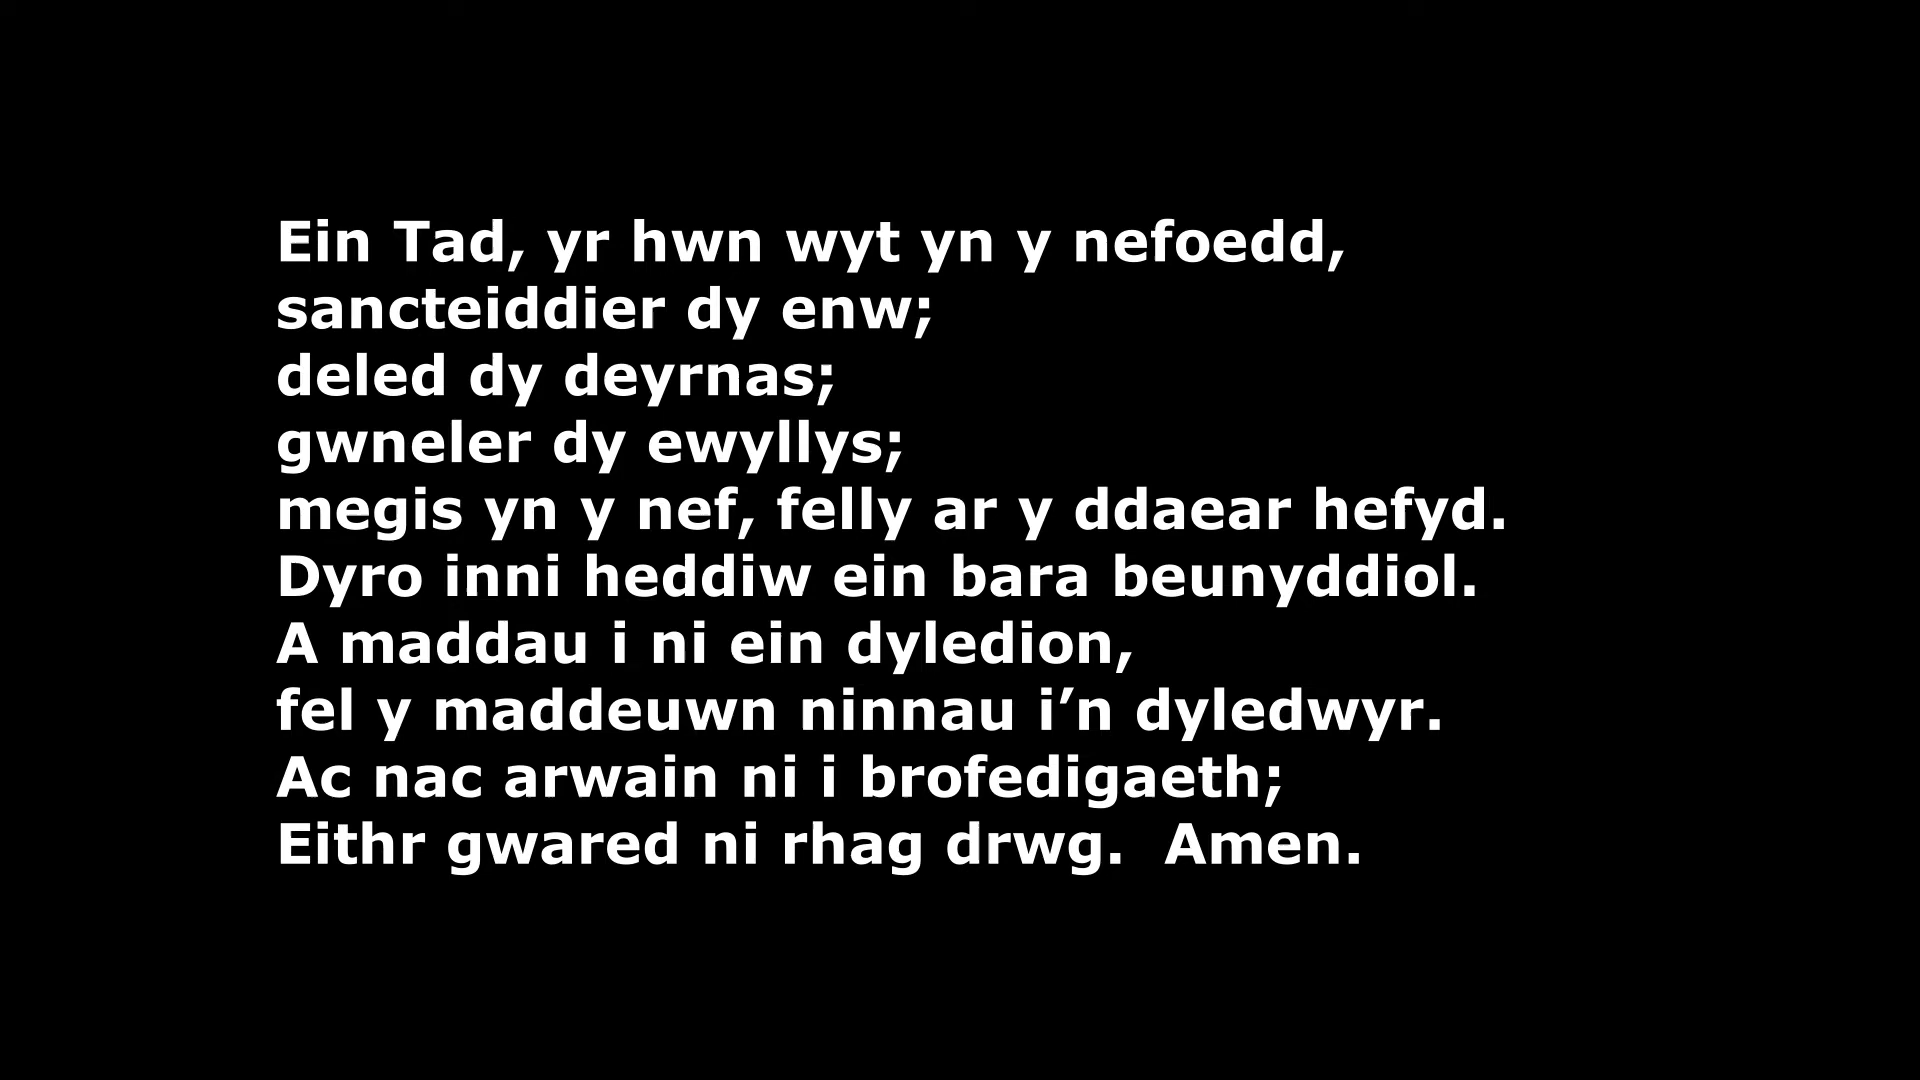 Ein Tad, yr hwn wyt yn y nefoedd,
sancteiddier dy enw;
deled dy deyrnas;
gwneler dy ewyllys;
megis yn y nef, felly ar y ddaear hefyd.
Dyro inni heddiw ein bara beunyddiol.
A maddau i ni ein dyledion,
fel y maddeuwn ninnau i’n dyledwyr.
Ac nac arwain ni i brofedigaeth;
Eithr gwared ni rhag drwg.  Amen.